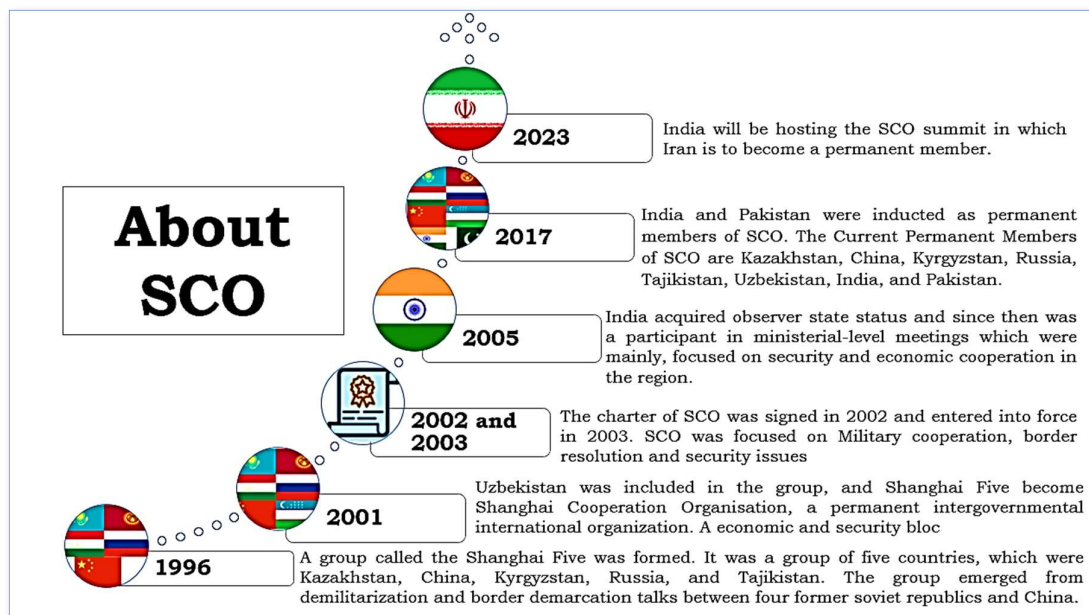 About
SCO
2023
India will be hosting the SCO summit in which
Iran is to become a permanent member.
2017
India and Pakistan were inducted as permanent
members of SCO. The Current Permanent Members
of SCO are Kazakhstan, China, Kyrgyzstan, Russia,
Tajikistan, Uzbekistan, India, and Pakistan.
2005
India acquired observer state status and since then was
a participant in ministerial-level meetings which were
mainly, focused on security and economic cooperation in
the region.
2002 and
2003
The charter of SCO was signed in 2002 and entered into force
in 2003. SCO was focused on Military cooperation, border
resolution and security issues
2001
Uzbekistan was included in the group, and Shanghai Five become
Shanghai Cooperation Organisation, a permanent intergovernmental
international organization. A economic and security bloc
1996
A group called the Shanghai Five was formed. It was a group of five countries, which were
Kazakhstan, China, Kyrgyzstan, Russia, and Tajikistan. The group emerged from
demilitarization and border demarcation talks between four former soviet republics and China.